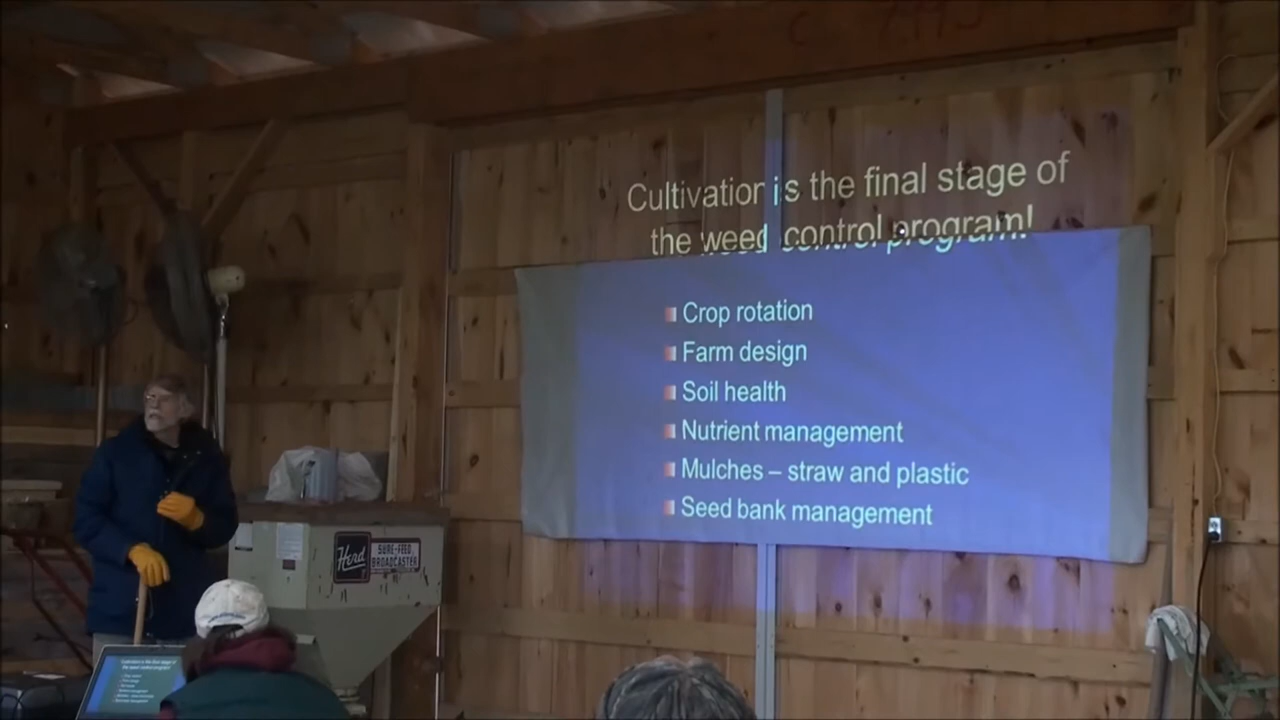 Cultivation is the final stage of
the weed control program!
Crop rotation
Farm design
Soil health
Nutrient management
Mulches – straw and plastic
Seed bank management
Herd
SURE-FEED
BROADCASTER